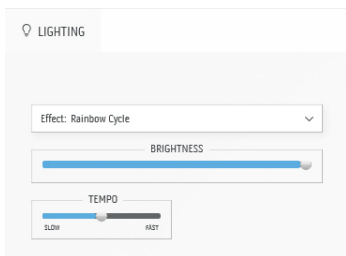 LIGHTING
Effect: Rainbow Cycle
BRIGHTNESS
TEMPO
SLOW FAST